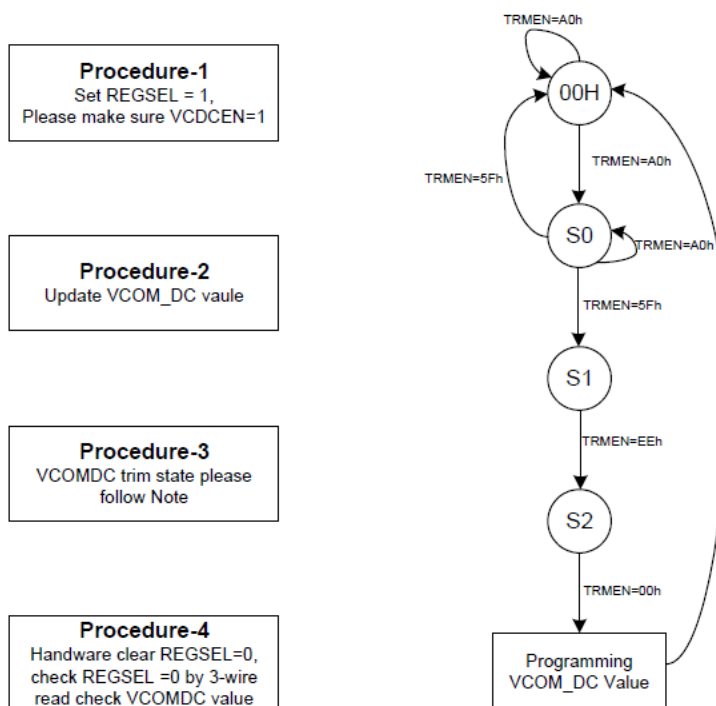 Procedure-1
Set REGSEL = 1,
Please make sure VCDCEN=1
Procedure-2
Update VCOM_DC vaule
Procedure-3
VCOMDC trim state please
follow Note
Procedure-4
Handware clear REGSEL=0,
check REGSEL =0 by 3-wire
read check VCOMDC value
TRMEN=A0h
00H
TRMEN=A0h
TRMEN=5Fh
S0
TRMEN=A0h
TRMEN=5Fh
S1
TRMEN=EEh
S2
TRMEN=00h
Programming
VCOM_DC Value